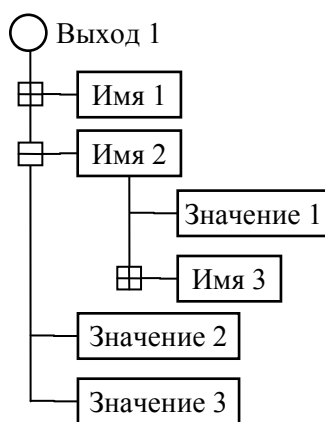 Выход 1
Имя 1
Имя 2
Значение 1
Имя 3
Значение 2
Значение 3